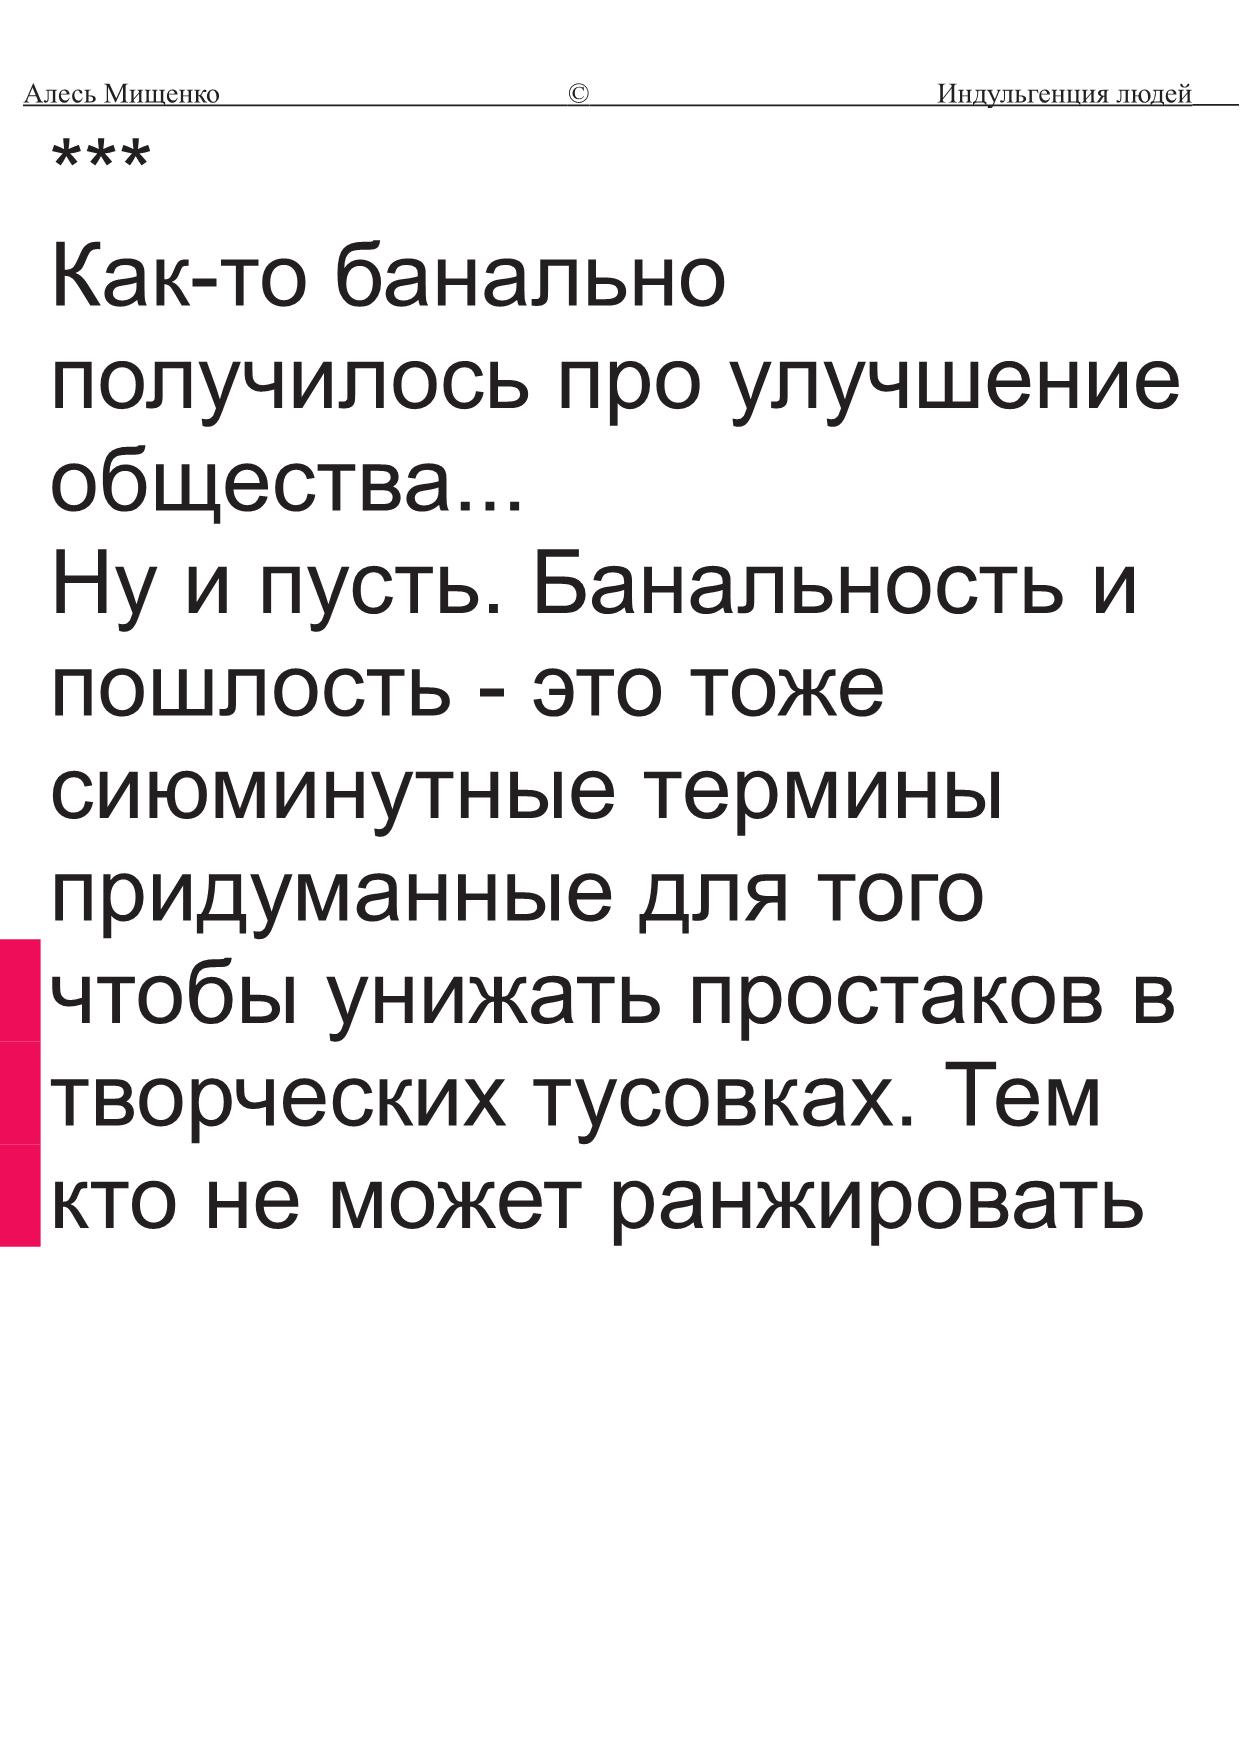 Алесь Мищенко © Индульгенция людей
***
Как-то банально
получилось про улучшение
общества...
Ну и пусть. Банальность и
пошлость - это тоже
сиюминутные термины
придуманные для того
чтобы унижать простаков в
творческих тусовках. Тем
кто не может ранжировать